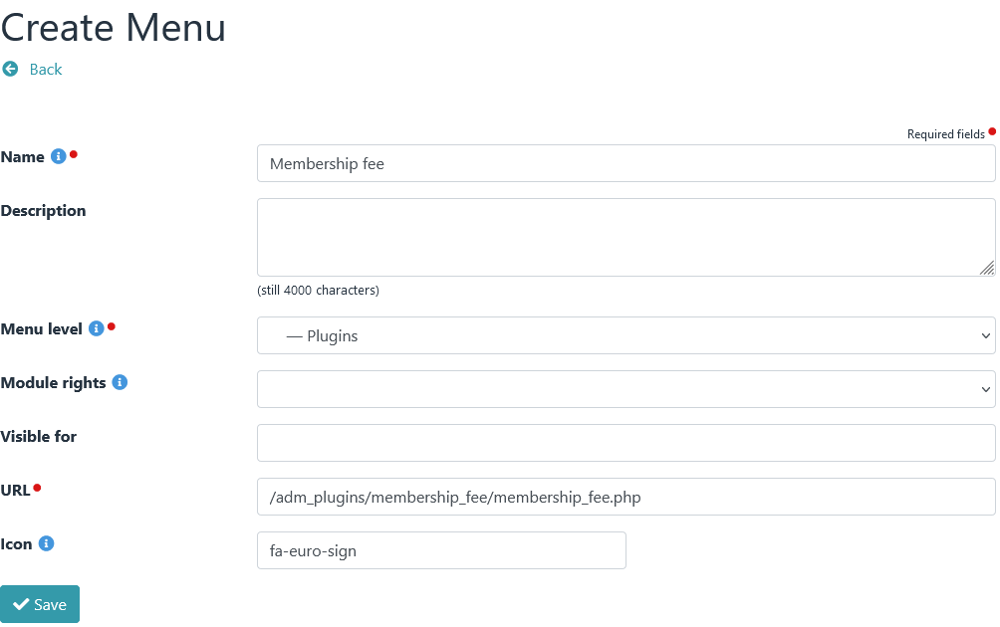 Create Menu
Back
Required fields
Name
Membership fee
Description
(still 4000 characters)
Menu level
— Plugins
Module rights
Visible for
URL
/adm_plugins/membership_fee/membership_fee.php
Icon
fa-euro-sign
Save